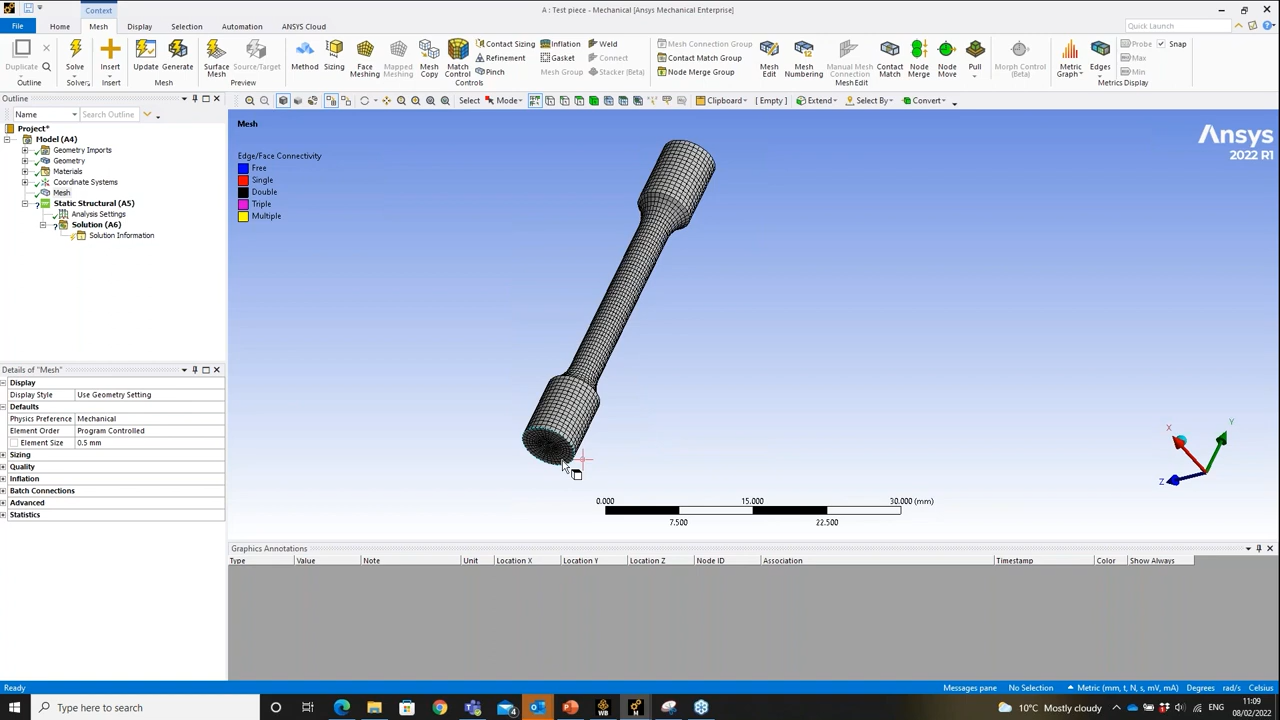 Context
A : Test piece - Mechanical [Ansys Mechanical Enterprise]
File Home Mesh Display Selection Automation ANSYS Cloud Quick Launch
Duplicate Solve Insert Update Generate Surface Mesh Source/Target Method Sizing Face Meshing Mapped Meshing Mesh Copy Match Control
Contact Sizing Inflation Weld Mesh Connection Group
Refinement Gasket Connect Contact Match Group
Pinch Mesh Group Stacker (Beta) Node Merge Group
Mesh Edit Mesh Numbering Manual Mesh Connection Contact Match Node Merge Node Move Pull Morph Control (Beta) Metric Graph Edges
Probe Snap
Max
Min
Outline Solver Insert Mesh Preview Controls Mesh Edit Metrics Display
Outline
Select Mode Clipboard [ Empty ] Extend Select By Convert
Name Search Outline
Project*
Model (A4)
Geometry Imports
Geometry
Materials
Coordinate Systems
Mesh
Static Structural (A5)
Analysis Settings
Solution (A6)
Solution Information
Mesh
Edge/Face Connectivity
Free
Single
Double
Triple
Multiple
Ansys
2022 R1
Details of "Mesh"
Display
Display Style Use Geometry Setting
Defaults
Physics Preference Mechanical
Element Order Program Controlled
Element Size 0.5 mm
Sizing
Quality
Inflation
Batch Connections
Advanced
Statistics
X
Y
Z
0.000 15.000 30.000 (mm)
7.500 22.500
Graphics Annotations
Type Value Note Unit Location X Location Y Location Z Node ID Association Timestamp Color Show Always
Ready Messages pane No Selection Metric (mm, t, N, s, mV, mA) Degrees rad/s Celsius
Type here to search
10°C Mostly cloudy
ENG
11:09
08/02/2022